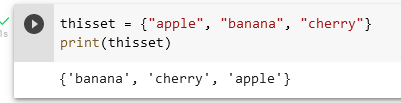 thisset = {"apple", "banana", "cherry"}
print(thisset)
{'banana', 'cherry', 'apple'}